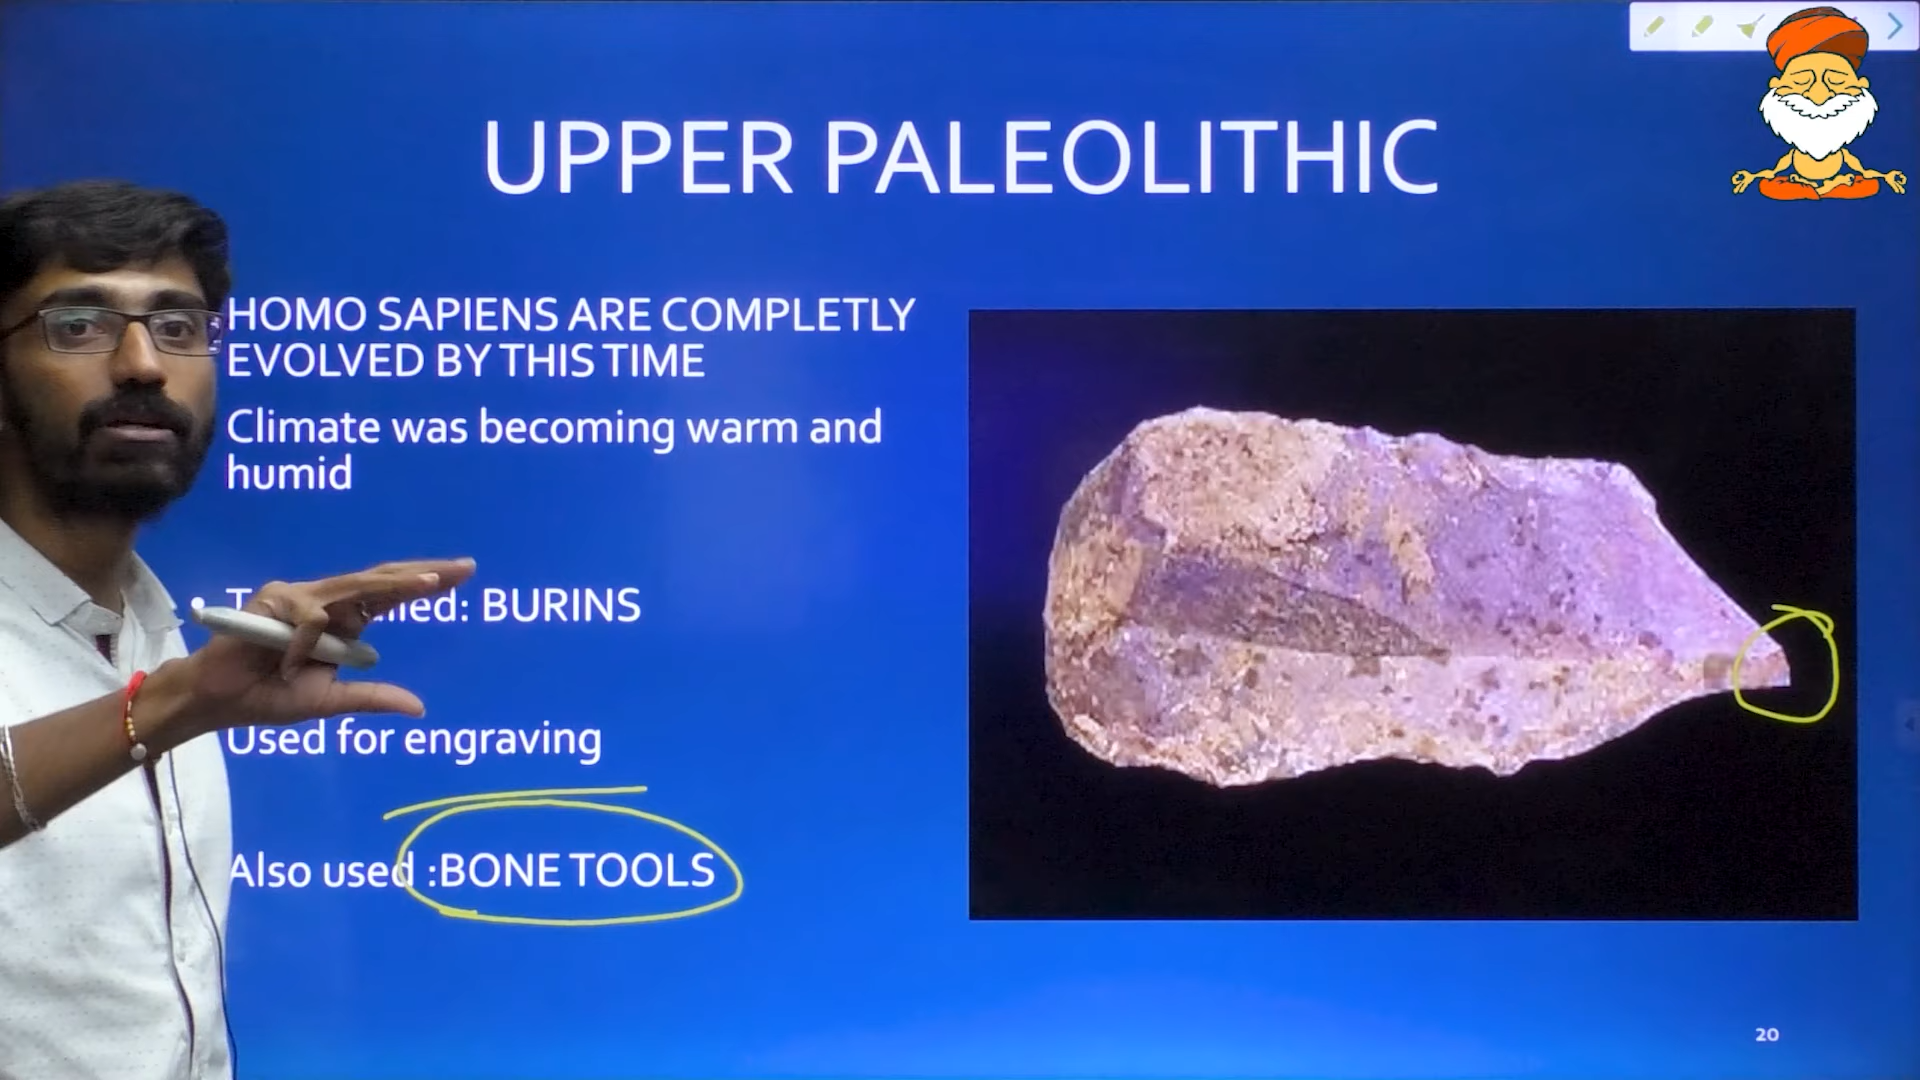 UPPER PALEOLITHIC
HOMO SAPIENS ARE COMPLETLY
EVOLVED BY THIS TIME
Climate was becoming warm and
humid
• BURINS
Used for engraving
Also used :BONE TOOLS
20